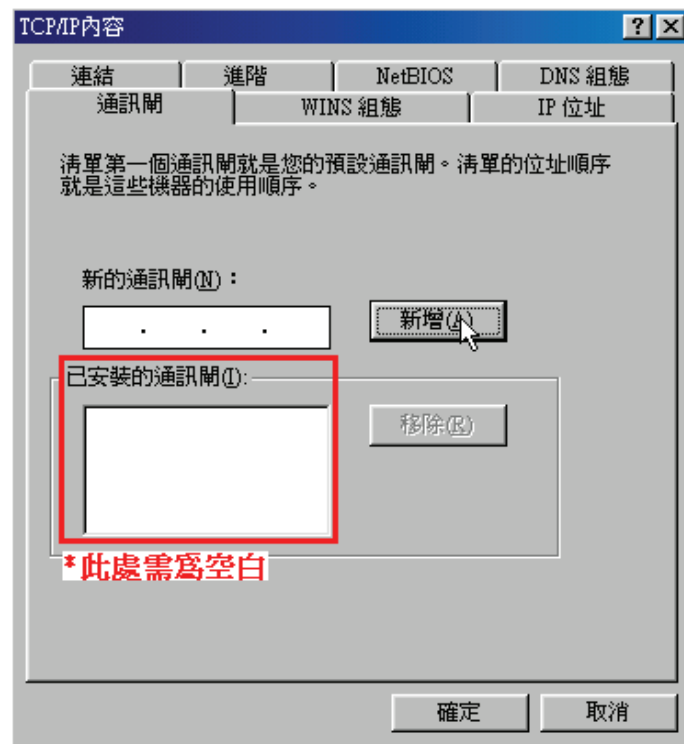 TCP/IP內容
連結 進階 NetBIOS DNS 組態
通訊閘 WINS 組態 IP 位址
清單第一個通訊閘就是您的預設通訊閘。清單的位址順序
就是這些機器的使用順序。
新的通訊閘(N)：
. . . 新增(A)
已安裝的通訊閘(I):
移除(R)
*此處需為空白
確定 取消